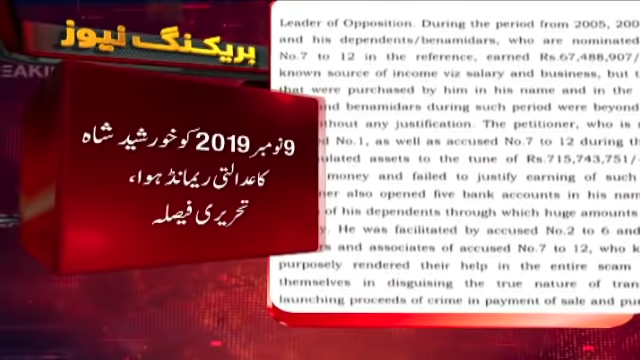 بریکنگ نیوز
9 نومبر 2019 کو خورشید شاہ
کا عدالتی ریمانڈ ہوا،
تحریری فیصلہ
Leader of Opposition. During the period from 2005, 200
and his dependents/benamidars, who are nominated
No.7 to 12 in the reference, earned Rs.67,488,907/
known source of income viz salary and business, but t
that were purchased by him in his name and in the
nd benamidars during such period were beyond
thout any justification. The petitioner, who is
d No.1, as well as accused No.7 to 12 during th
ulated assets to the tune of Rs.715,743,751/
money and failed to justify earning of such
ner also opened five bank accounts in his nam
of his dependents through which huge amounts
y. He was facilitated by accused No.2 to 6 and
rs and associates of accused No.7 to 12, who k
purposely rendered their help in the entire scam
themselves in disguising the true nature of tran
launching proceeds of crime in payment of sale and pur